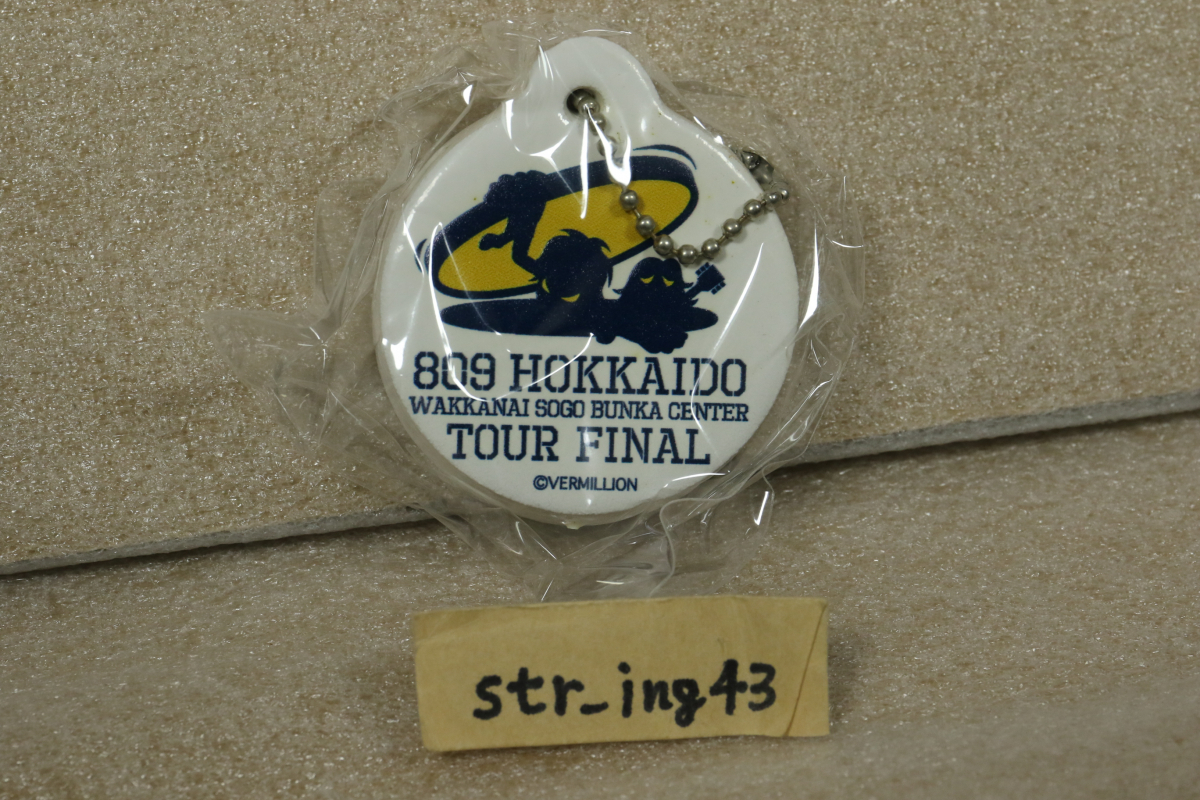 809 HOKKAIDO
WAKKANAI SOGO BUNKA CENTER
TOUR FINAL
©VERMILLION
str_ing43